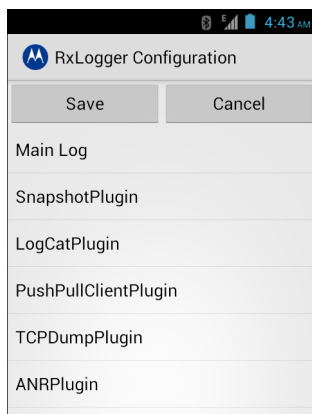 E 4:43 AM
RxLogger Configuration
Save Cancel
Main Log
SnapshotPlugin
LogCatPlugin
PushPullClientPlugin
TCPDumpPlugin
ANRPlugin